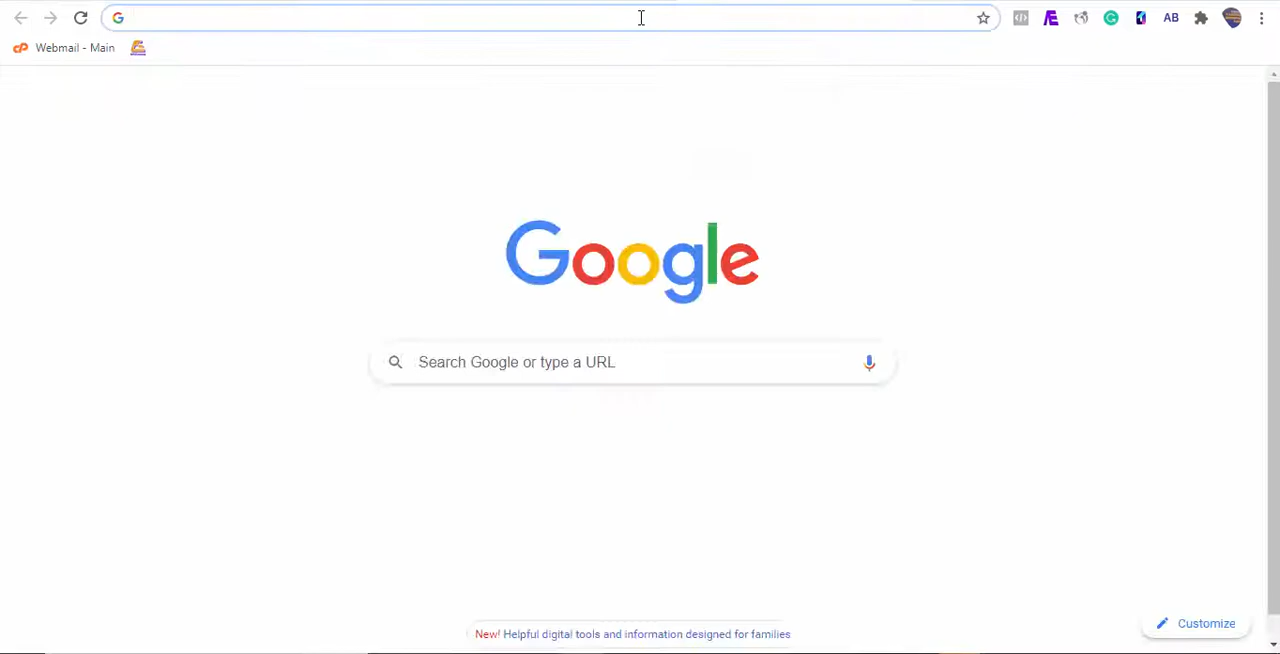 AB
cP Webmail - Main
Google
Search Google or type a URL
New! Helpful digital tools and information designed for families
Customize